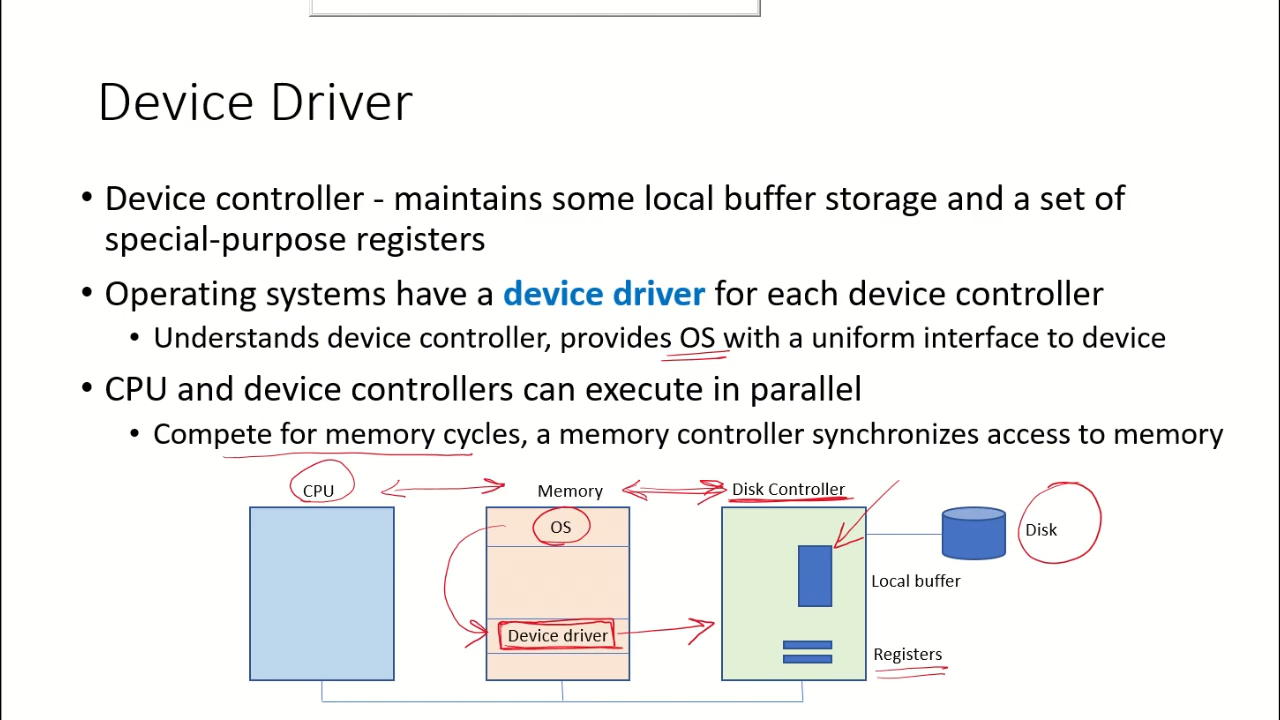 Device Driver
• Device controller - maintains some local buffer storage and a set of
special-purpose registers
• Operating systems have a device driver for each device controller
• Understands device controller, provides OS with a uniform interface to device
• CPU and device controllers can execute in parallel
• Compete for memory cycles, a memory controller synchronizes access to memory
CPU Memory Disk Controller
OS Disk
Local buffer
Device driver
Registers